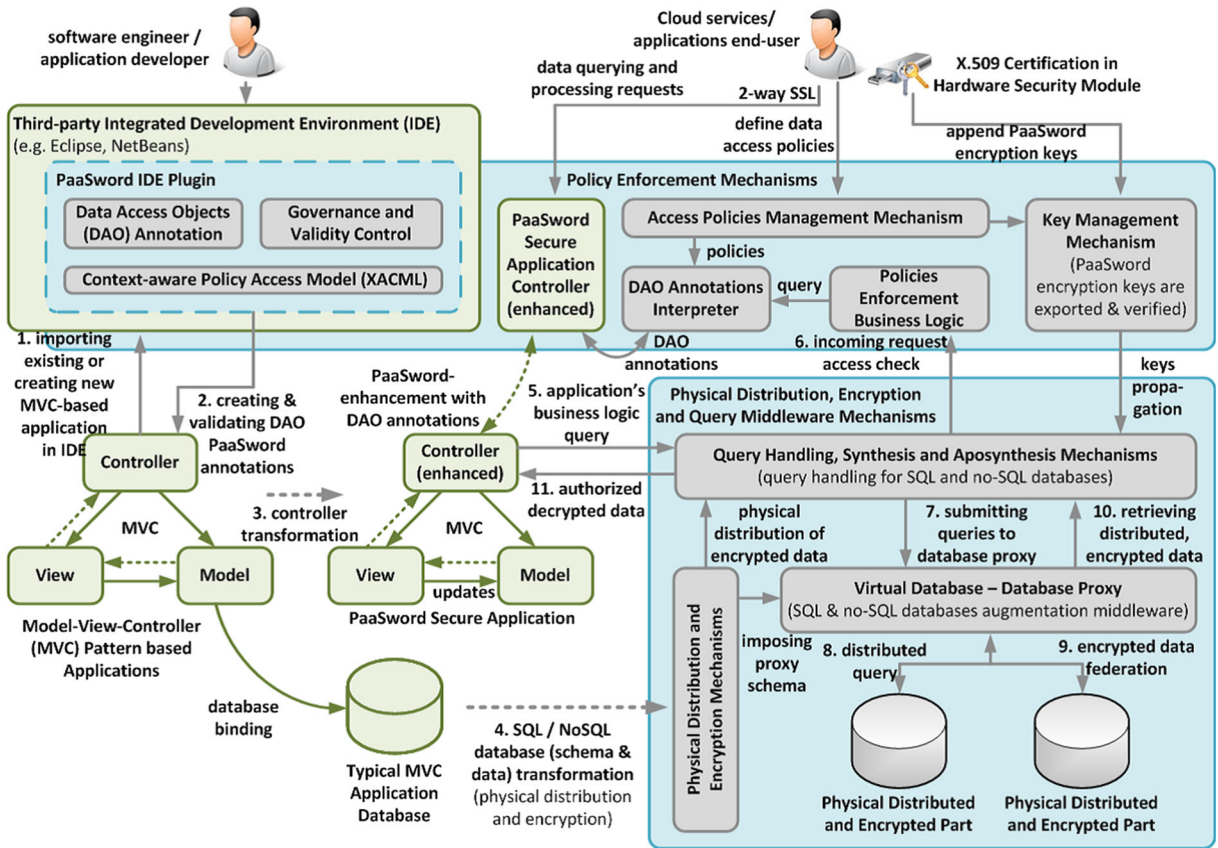 software engineer /
application developer
Cloud services/
applications end-user
data querying and
processing requests
2-way SSL
define data
access policies
X.509 Certification in
Hardware Security Module
append PaaSword
encryption keys
Third-party Integrated Development Environment (IDE)
(e.g. Eclipse, NetBeans)
PaaSword IDE Plugin
Data Access Objects
(DAO) Annotation
Governance and
Validity Control
Context-aware Policy Access Model (XACML)
Policy Enforcement Mechanisms
PaaSword
Secure
Application
Controller
(enhanced)
Access Policies Management Mechanism
policies
DAO Annotations
Interpreter
query
Policies
Enforcement
Business Logic
Key Management
Mechanism
(PaaSword
encryption keys are
exported & verified)
1. importing
existing or
creating new
MVC-based
application
in IDE
2. creating &
validating DAO
PaaSword
annotations
PaaSword-
enhancement with
DAO annotations
DAO
annotations
5. application's
business logic
query
6. incoming request
access check
keys
propa-
gation
Controller
MVC
View
Model
Model-View-Controller
(MVC) Pattern based
Applications
3. controller
transformation
Controller
(enhanced)
MVC
View
Model
updates
PaaSword Secure Application
11. authorized
decrypted data
database
binding
Typical MVC
Application
Database
4. SQL / NoSQL
database (schema &
data) transformation
(physical distribution
and encryption)
Physical Distribution, Encryption
and Query Middleware Mechanisms
Query Handling, Synthesis and Aposynthesis Mechanisms
(query handling for SQL and no-SQL databases)
physical
distribution of
encrypted data
7. submitting
queries to
database proxy
10. retrieving
distributed,
encrypted data
Physical Distribution and
Encryption Mechanisms
Virtual Database – Database Proxy
(SQL & no-SQL databases augmentation middleware)
imposing
proxy
schema
8. distributed
query
9. encrypted data
federation
Physical Distributed
and Encrypted Part
Physical Distributed
and Encrypted Part